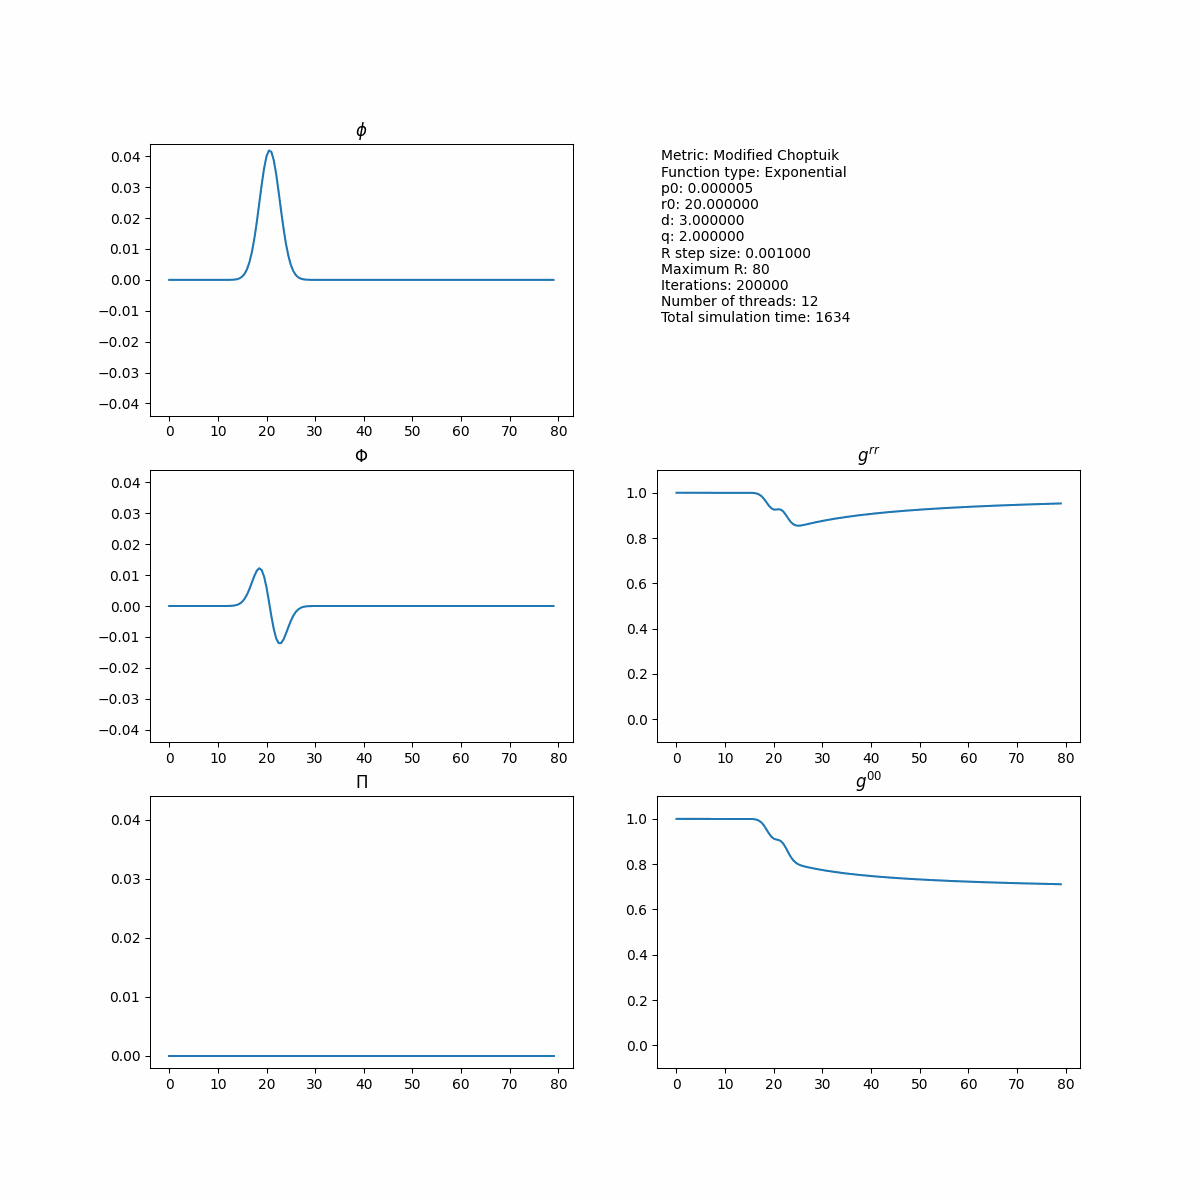 ϕ
0.04
0.03
0.02
0.01
0.00
−0.01
−0.02
−0.03
−0.04
0 10 20 30 40 50 60 70 80
Metric: Modified Choptuik
Function type: Exponential
p0: 0.000005
r0: 20.000000
d: 3.000000
q: 2.000000
R step size: 0.001000
Maximum R: 80
Iterations: 200000
Number of threads: 12
Total simulation time: 1634
Φ
0.04
0.03
0.02
0.01
0.00
−0.01
−0.02
−0.03
−0.04
0 10 20 30 40 50 60 70 80
g^{rr}
1.0
0.8
0.6
0.4
0.2
0.0
0 10 20 30 40 50 60 70 80
Π
0.04
0.03
0.02
0.01
0.00
0 10 20 30 40 50 60 70 80
g^{00}
1.0
0.8
0.6
0.4
0.2
0.0
0 10 20 30 40 50 60 70 80